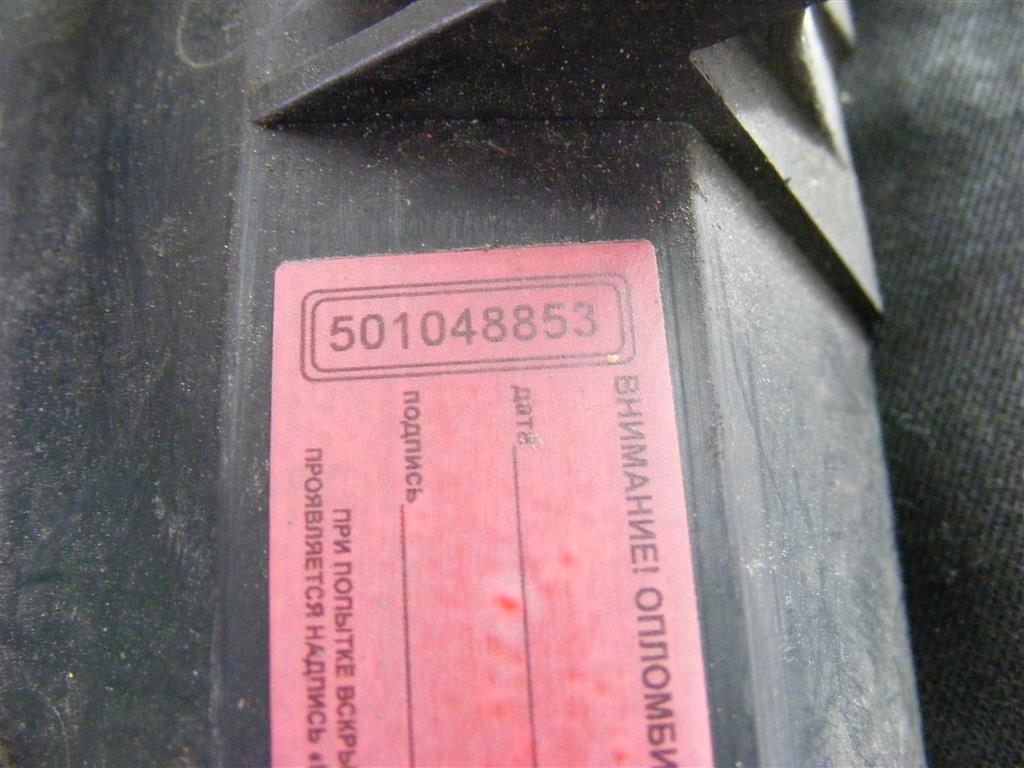 501048853
ВНИМАНИЕ! ОПЛОМБИ
дата
подпись
ПРИ ПОПЫТКЕ ВСКРЫ
ПРОЯВЛЯЕТСЯ НАДПИСЬ «